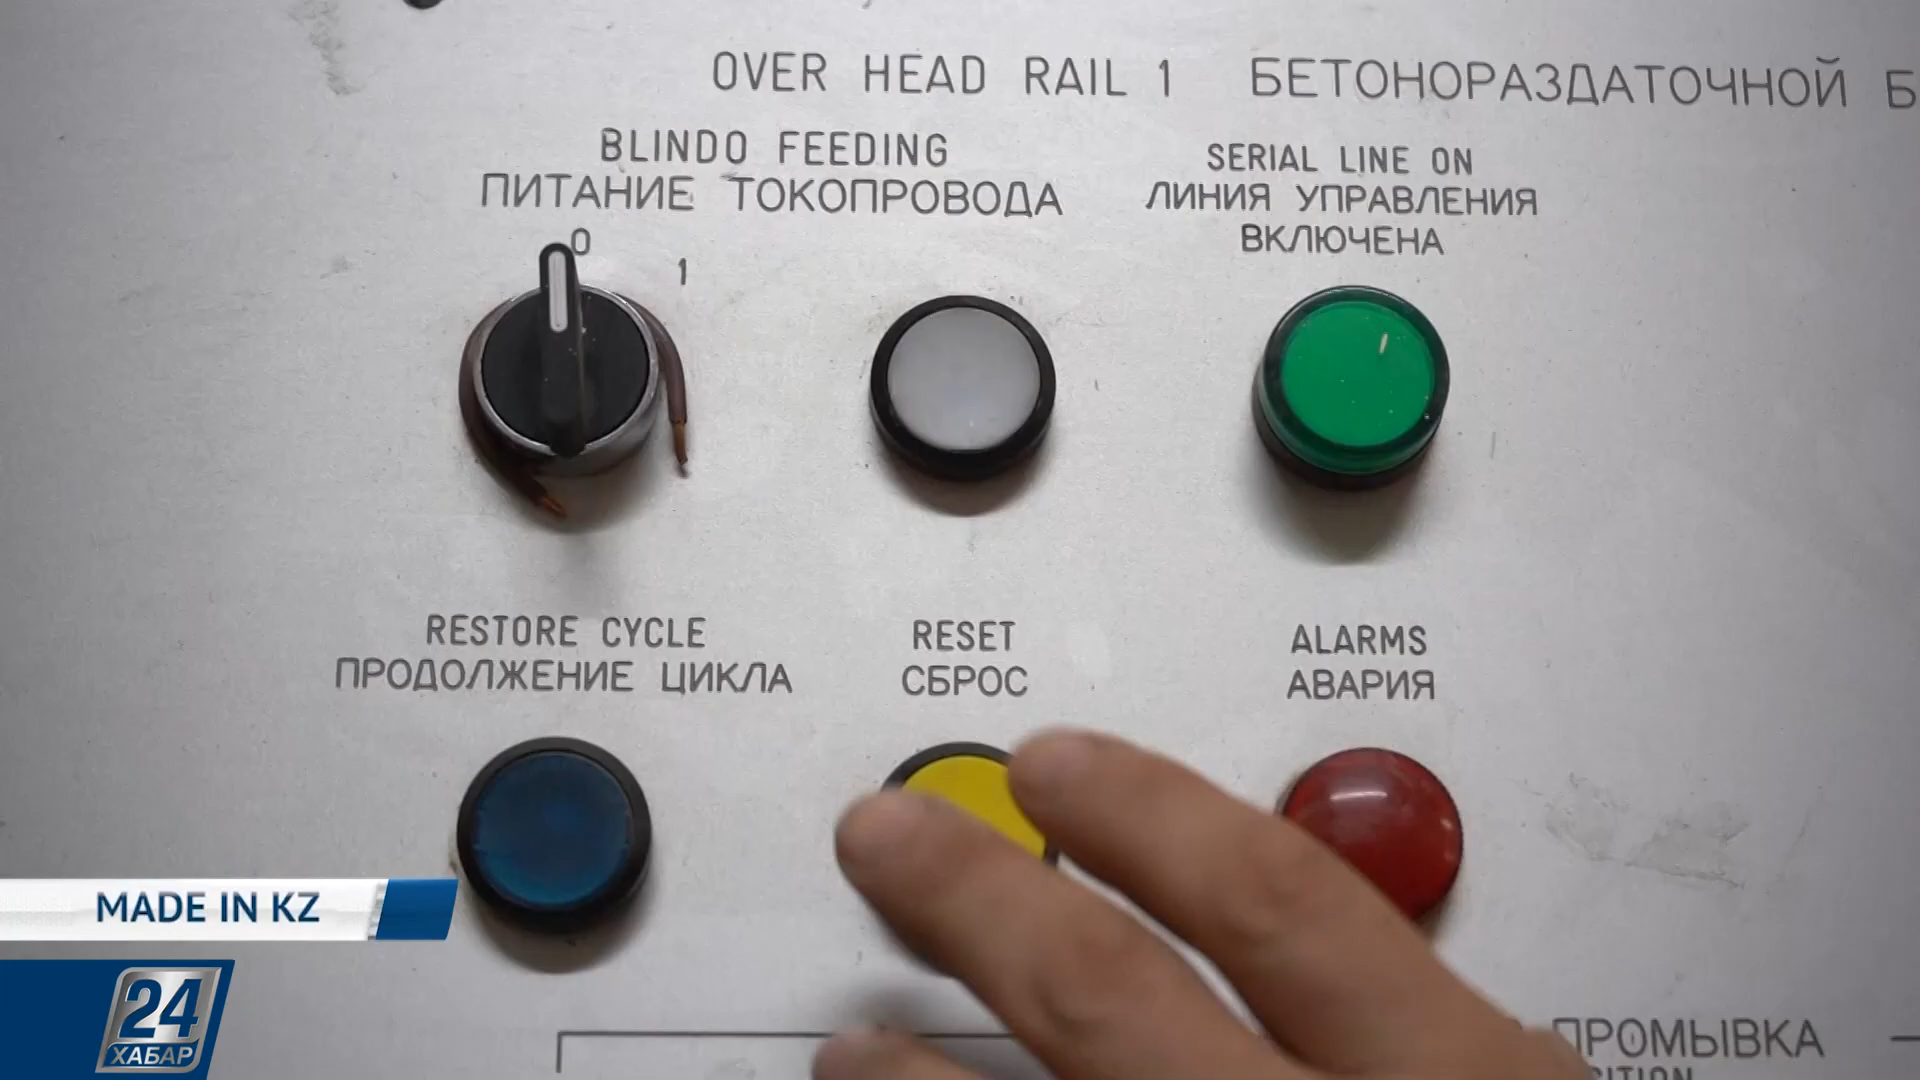 OVER HEAD RAIL 1 БЕТОНОРАЗДАТОЧНОЙ
BLINDO FEEDING
ПИТАНИЕ ТОКОПРОВОДА
0
1
SERIAL LINE ON
ЛИНИЯ УПРАВЛЕНИЯ
ВКЛЮЧЕНА
RESTORE CYCLE
ПРОДОЛЖЕНИЕ ЦИКЛА
RESET
СБРОС
ALARMS
АВАРИЯ
MADE IN KZ
24
ХАБАР
ПРОМЫВКА